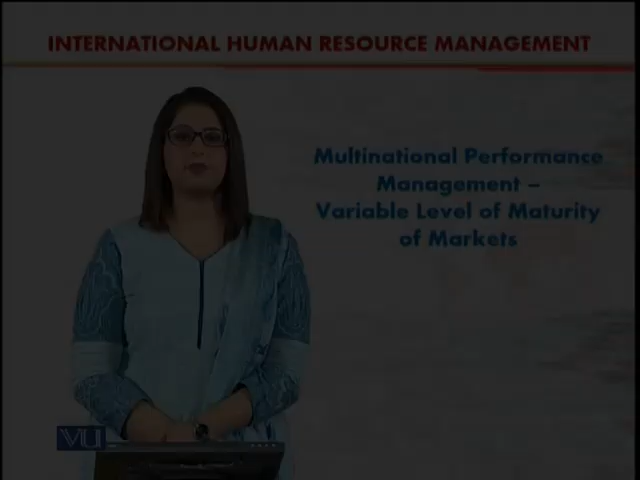 INTERNATIONAL HUMAN RESOURCE MANAGEMENT
Multinational Performance
Management –
Variable Level of Maturity
of Markets
VU